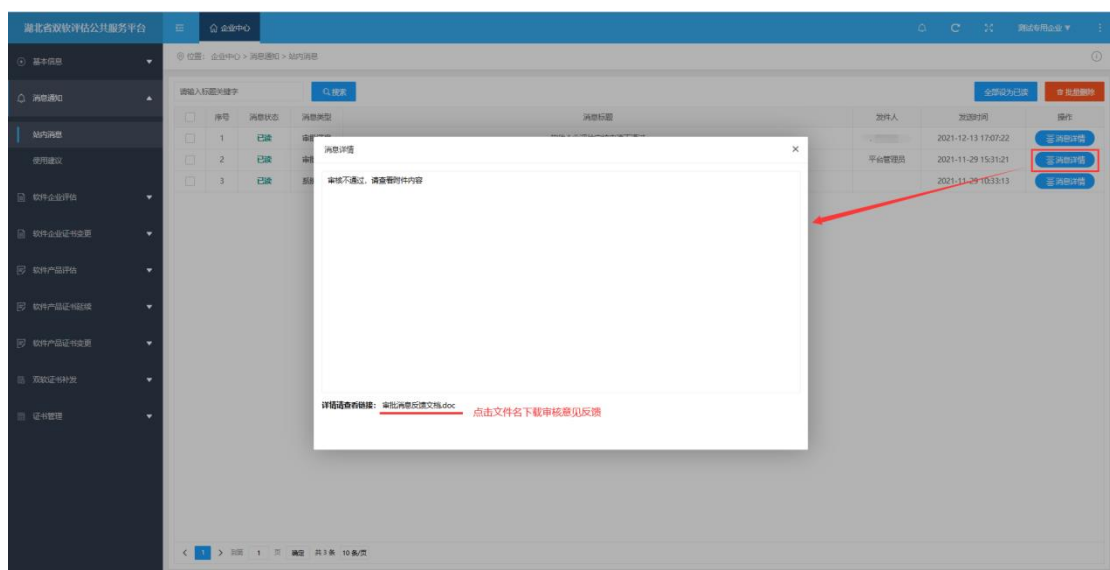 湖北省双软评估公共服务平台
企业中心
测试专用企业
基本信息
位置: 企业中心 > 消息通知 > 站内消息
消息通知
请输入标题关键字
搜索
全部设为已读
批量删除
序号 消息状态 消息类型 消息标题 发件人 发送时间 操作
站内消息
1 已读 2021-12-13 17:07:22 消息详情
使用建议
2 已读 平台管理员 2021-11-29 15:31:21 消息详情
3 已读 2021-11-29 10:33:13 消息详情
消息详情
审核不通过，请查看附件内容
软件企业评估
软件企业证书变更
软件产品评估
软件产品证书延续
软件产品证书变更
双软证书补发
证书管理
详情请查看链接： 审批消息反馈文档.doc
点击文件名下载审核意见反馈
1 到第 1 页 确定 共 3 条 10 条/页